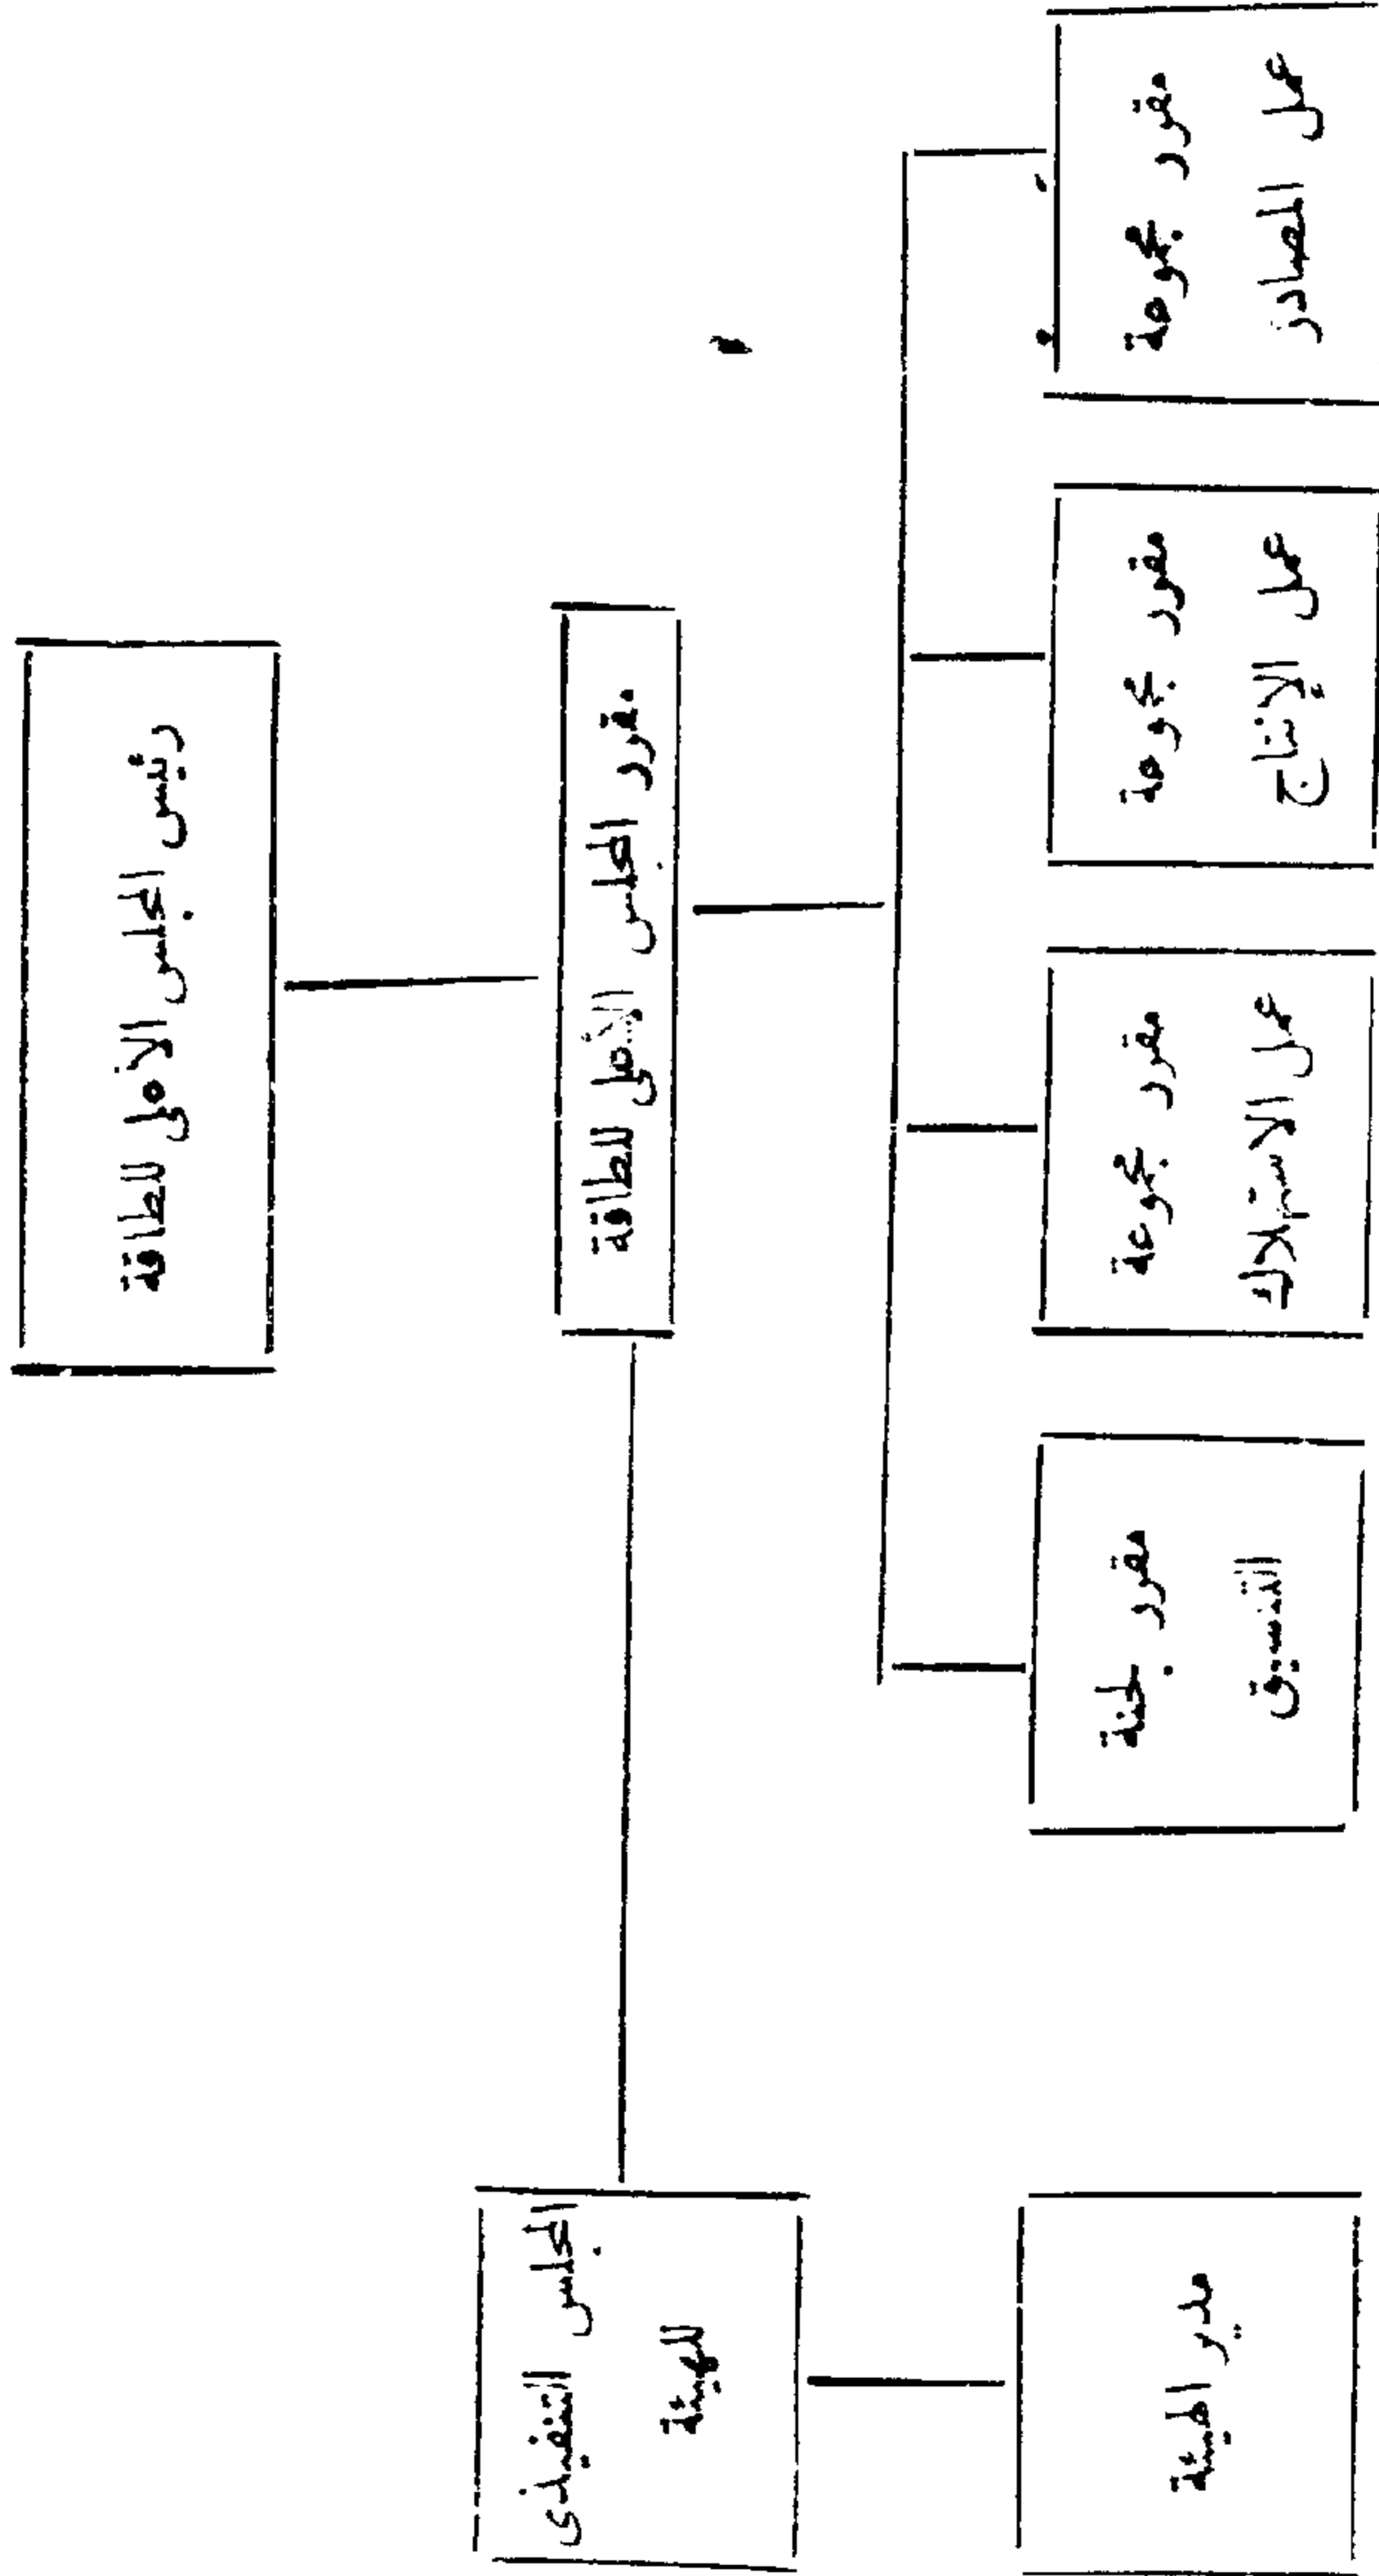 رئيس المجلس الأعلى للطاقة
مقرر المجلس الأعلى للطاقة
مقرر مجموعة
عمل المصادر
مقرر مجموعة
عمل الإنتاج
مقرر مجموعة
عمل الاستهلاك
مقرر لجنة
التنسيق
المجلس التنفيذى
للهيئة
مدير الهيئة